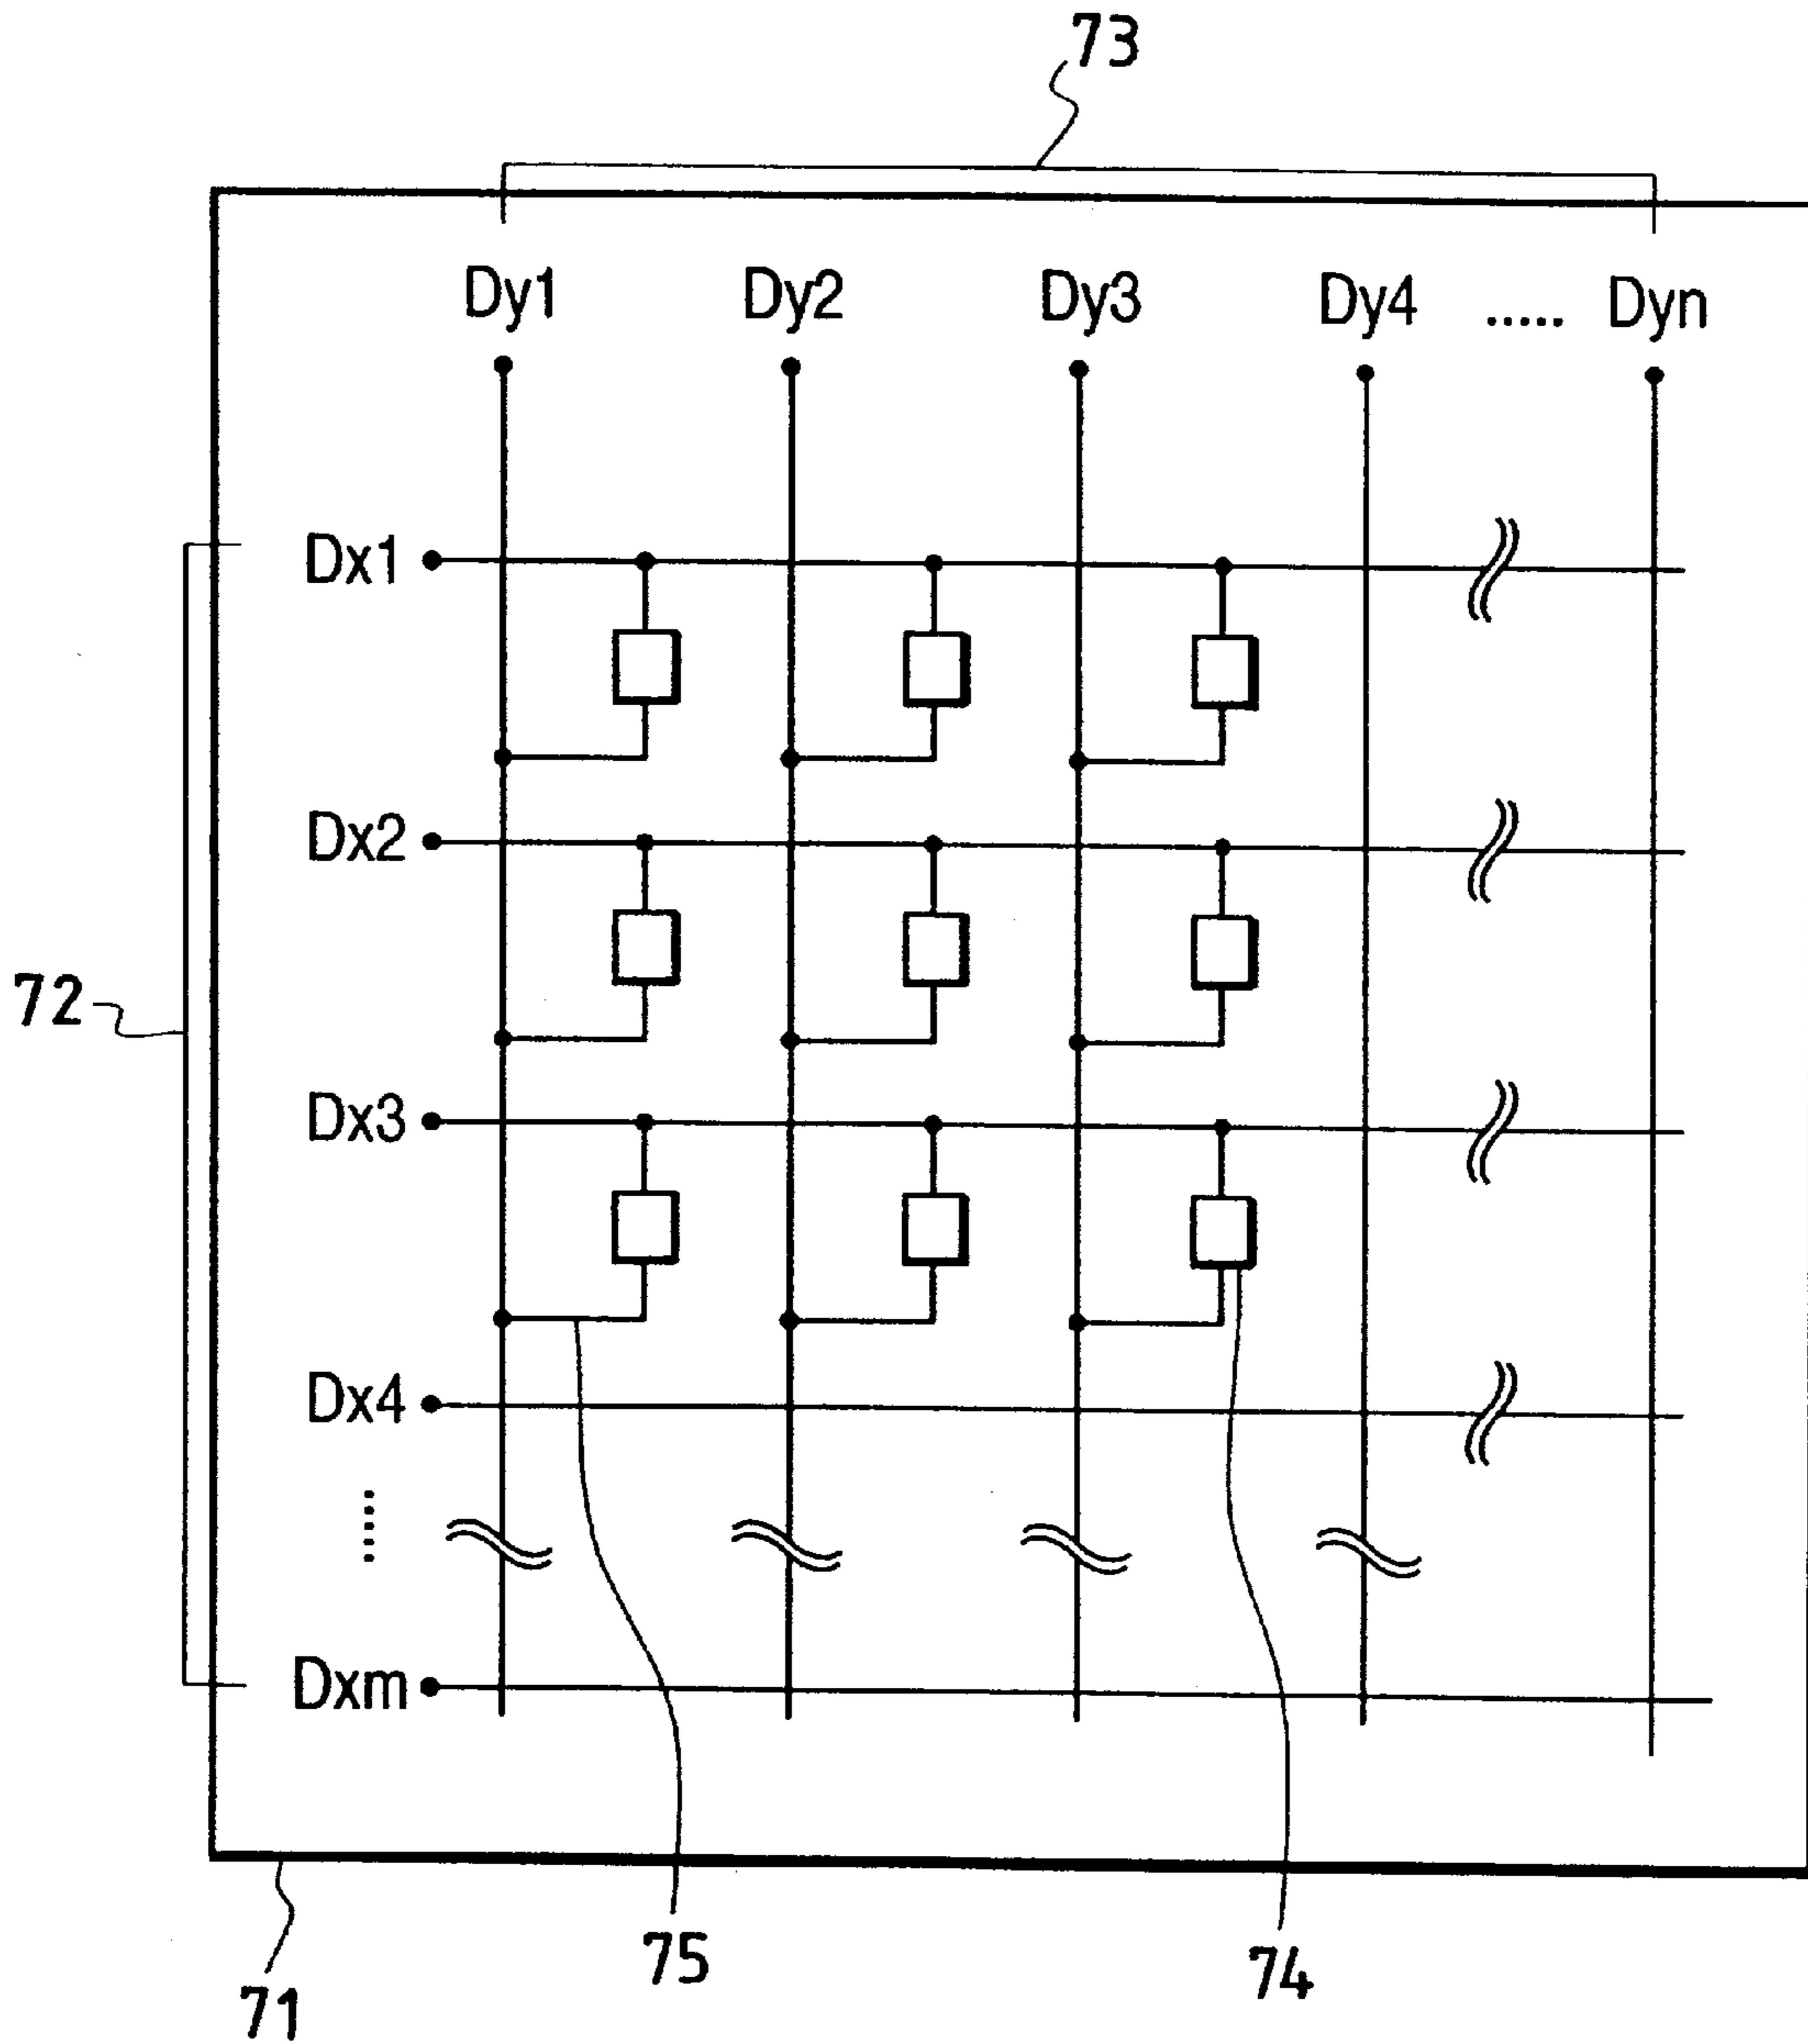 73
Dy1 Dy2 Dy3 Dy4 ..... Dyn
Dx1
Dx2
72
Dx3
Dx4
.....
Dxm
75
74
71